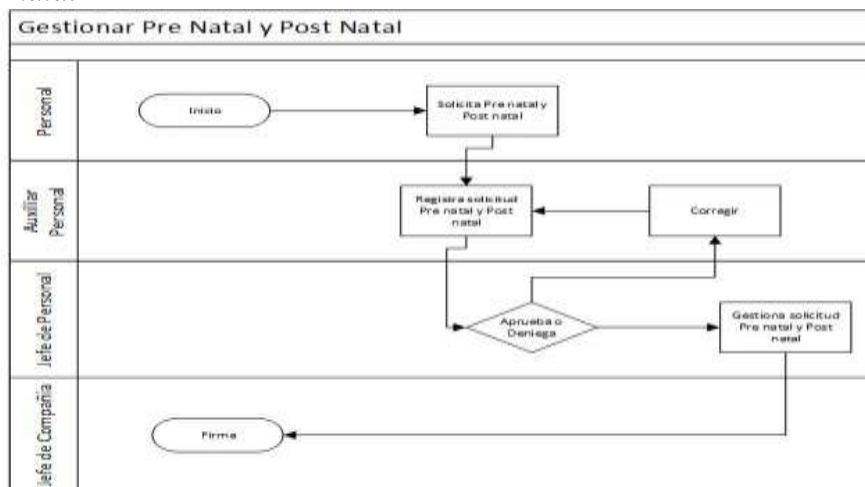 Gestionar Pre Natal y Post Natal
Personal
Inicio
Solicita Pre natal y
Post natal
Auxiliar
Personal
Registra solicitud
Pre natal y Post
natal
Corregir
Jefe de Personal
Aprueba o
Deniega
Gestiona solicitud
Pre natal y Post
natal
Jefe de Compañia
Firma